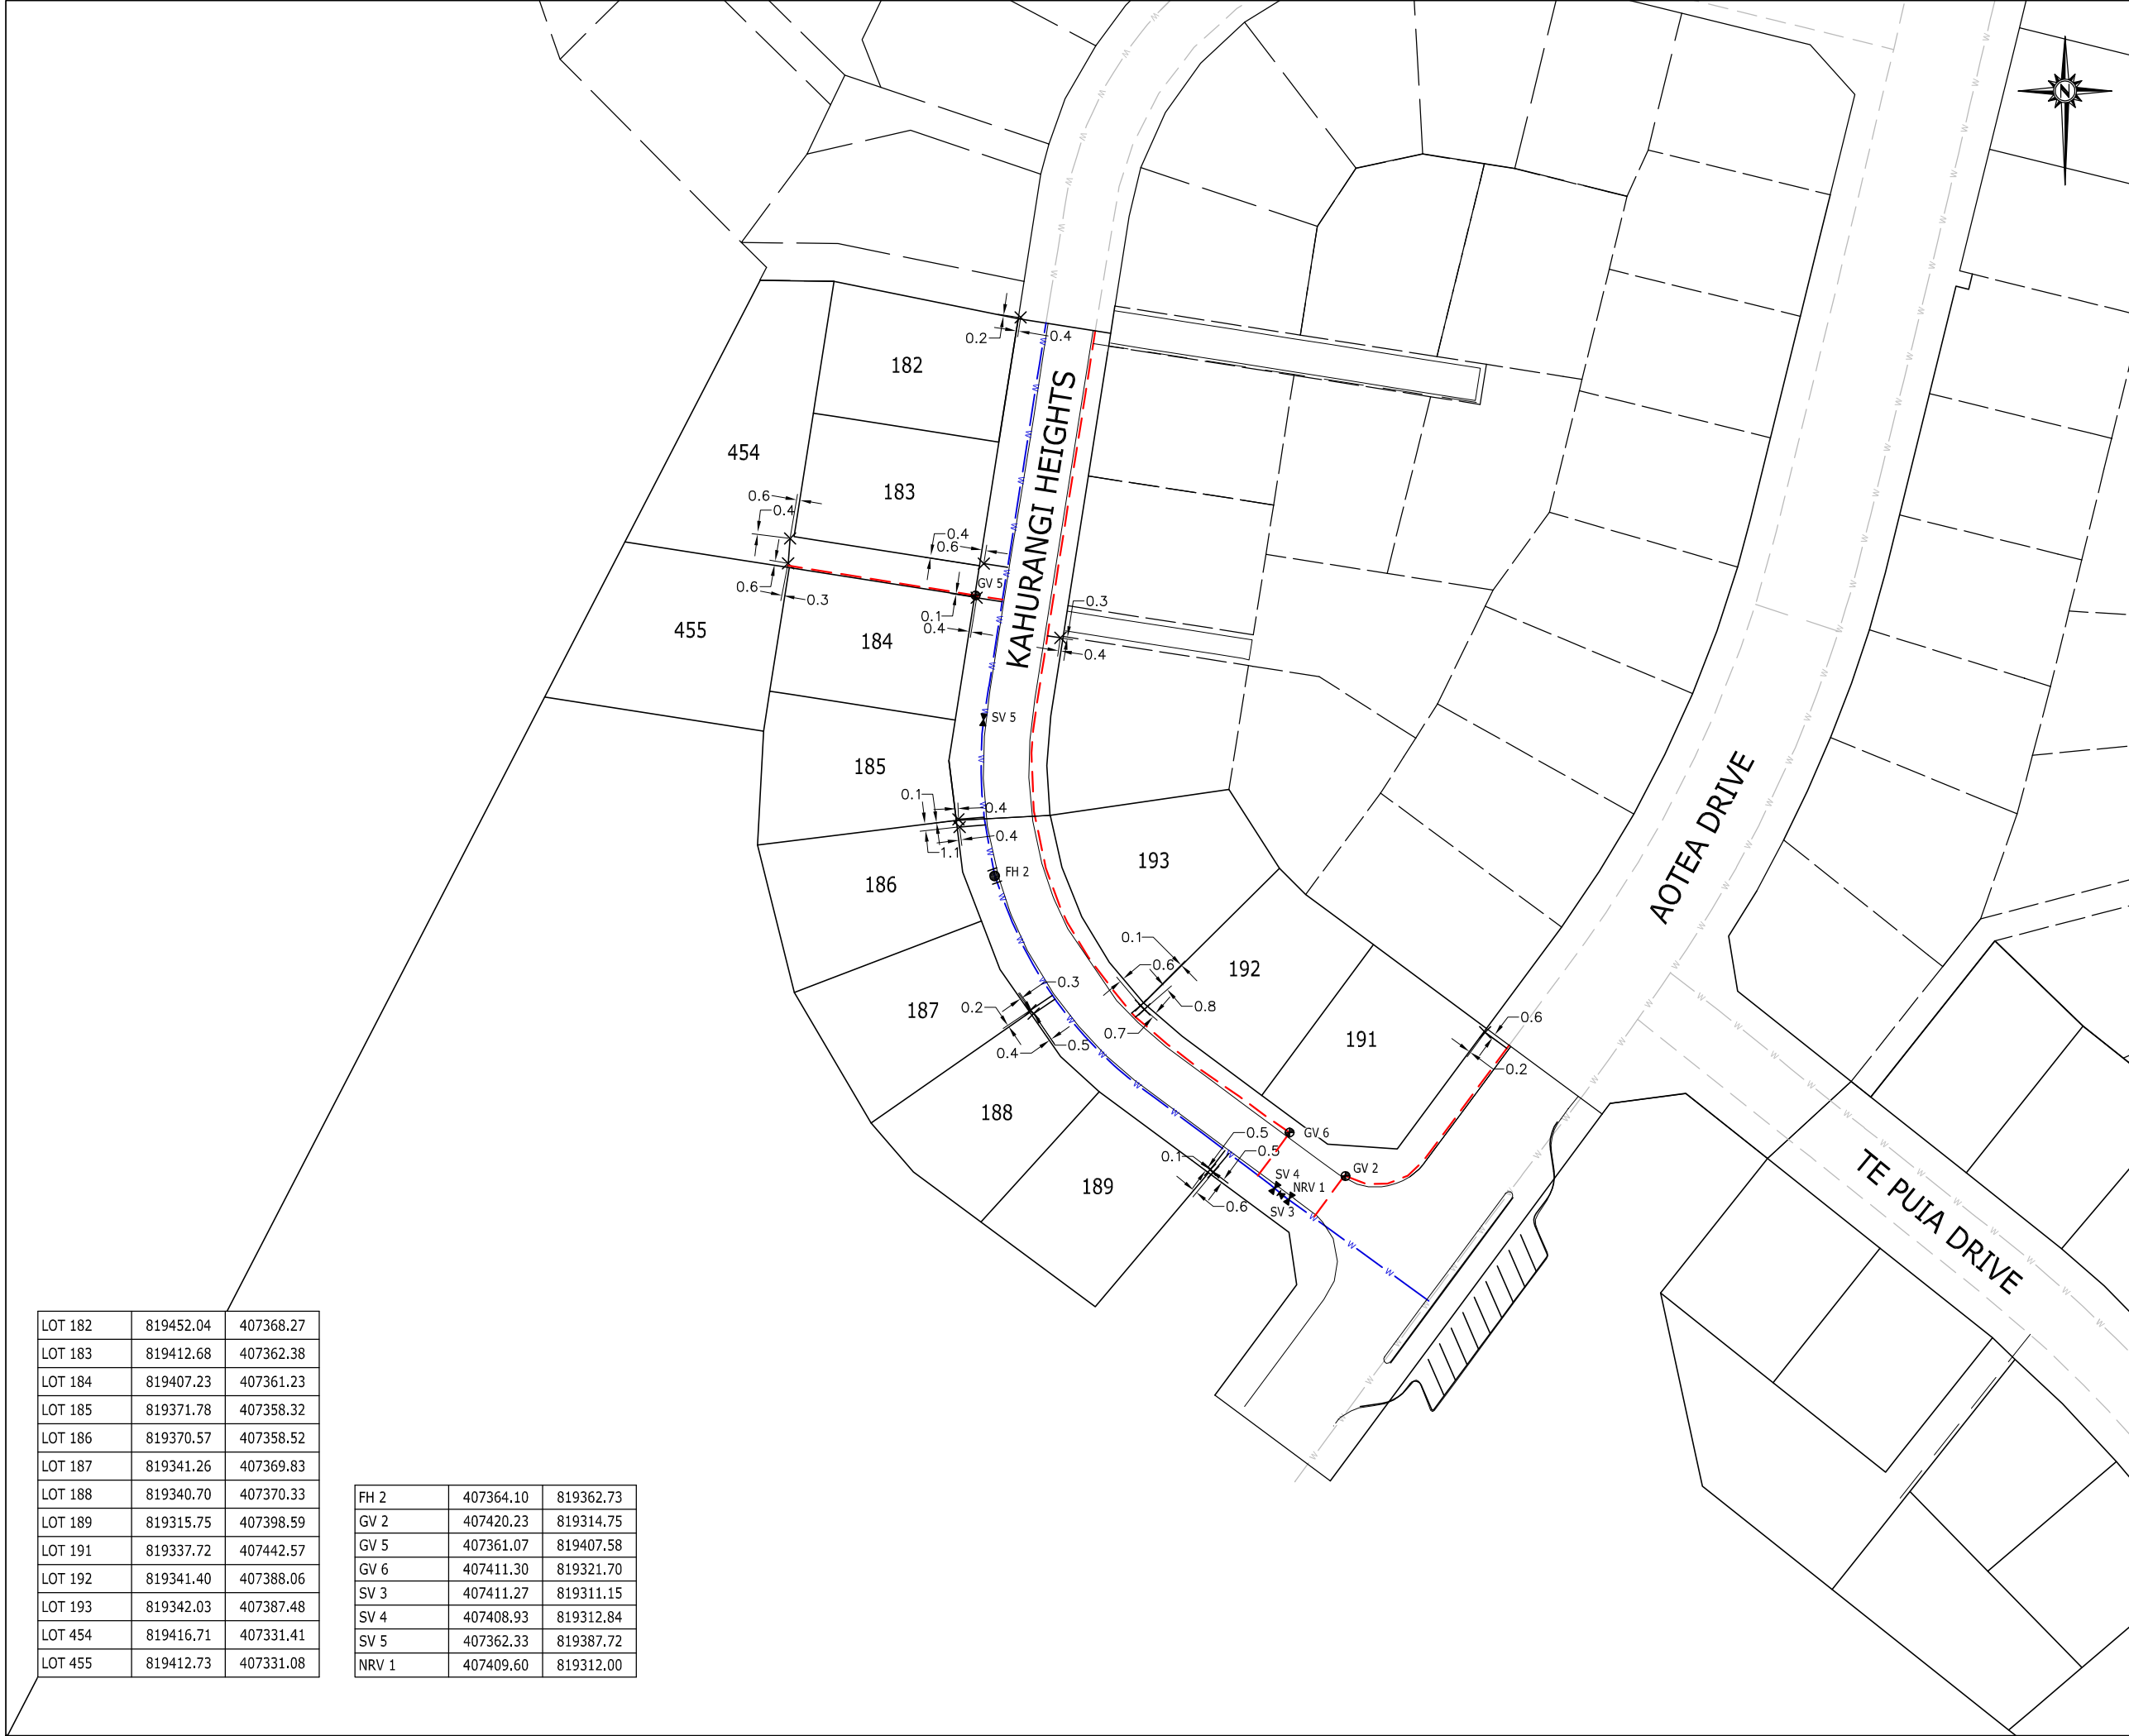 N
0.2
0.4
182
454
183
0.6
0.4
0.4
0.6
GV 5
0.6
0.3
0.1
0.4
455
184
KAHURANGI HEIGHTS
0.3
0.4
SV 5
185
0.1
0.4
0.4
1.1
FH 2
186
193
AOTEA DRIVE
0.1
0.6
192
0.8
0.7
187
0.3
0.2
0.4
0.5
191
0.6
0.2
188
GV 6
0.5
0.5
0.1
GV 2
SV 4
NRV 1
SV 3
0.6
189
TE PUIA DRIVE
LOT 182 819452.04 407368.27
LOT 183 819412.68 407362.38
LOT 184 819407.23 407361.23
LOT 185 819371.78 407358.32
LOT 186 819370.57 407358.52
LOT 187 819341.26 407369.83
LOT 188 819340.70 407370.33
LOT 189 819315.75 407398.59
LOT 191 819337.72 407442.57
LOT 192 819341.40 407388.06
LOT 193 819342.03 407387.48
LOT 454 819416.71 407331.41
LOT 455 819412.73 407331.08
FH 2 407364.10 819362.73
GV 2 407420.23 819314.75
GV 5 407361.07 819407.58
GV 6 407411.30 819321.70
SV 3 407411.27 819311.15
SV 4 407408.93 819312.84
SV 5 407362.33 819387.72
NRV 1 407409.60 819312.00